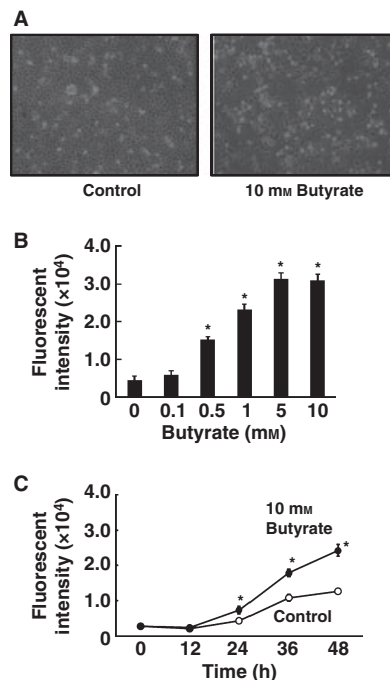 A
Control
10 mM Butyrate
B
Fluorescent
intensity (×10⁴)
4.0
3.0
2.0
1.0
0
* * * *
0 0.1 0.5 1 5 10
Butyrate (mM)
C
Fluorescent
intensity (×10⁴)
4.0
3.0
2.0
1.0
0
10 mM
Butyrate
* * *
Control
0 12 24 36 48
Time (h)